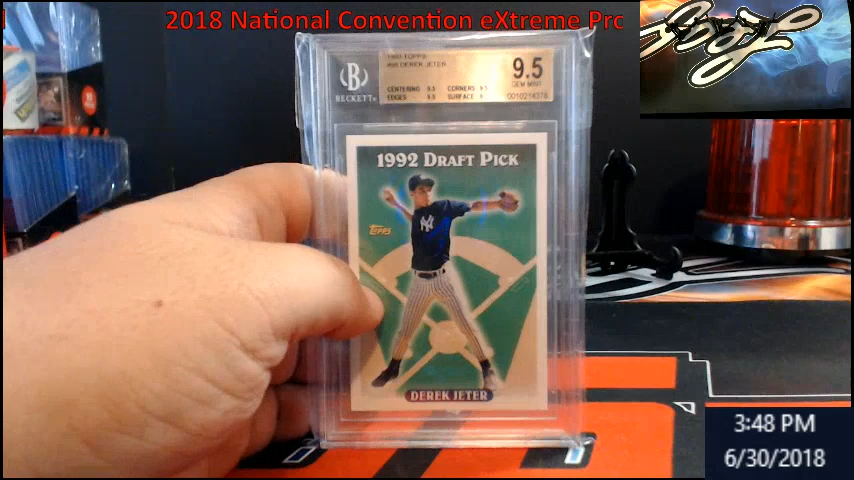 2018 National Convention eXtreme Prc
1993 TOPPS
#98 DEREK JETER
BECKETT
CENTERING 9.5 CORNERS 9.5
EDGES 9.5 SURFACE 9
9.5
GEM MINT
0010214378
1992 DRAFT PICK
TOPPS
NY
DEREK JETER
3:48 PM
6/30/2018